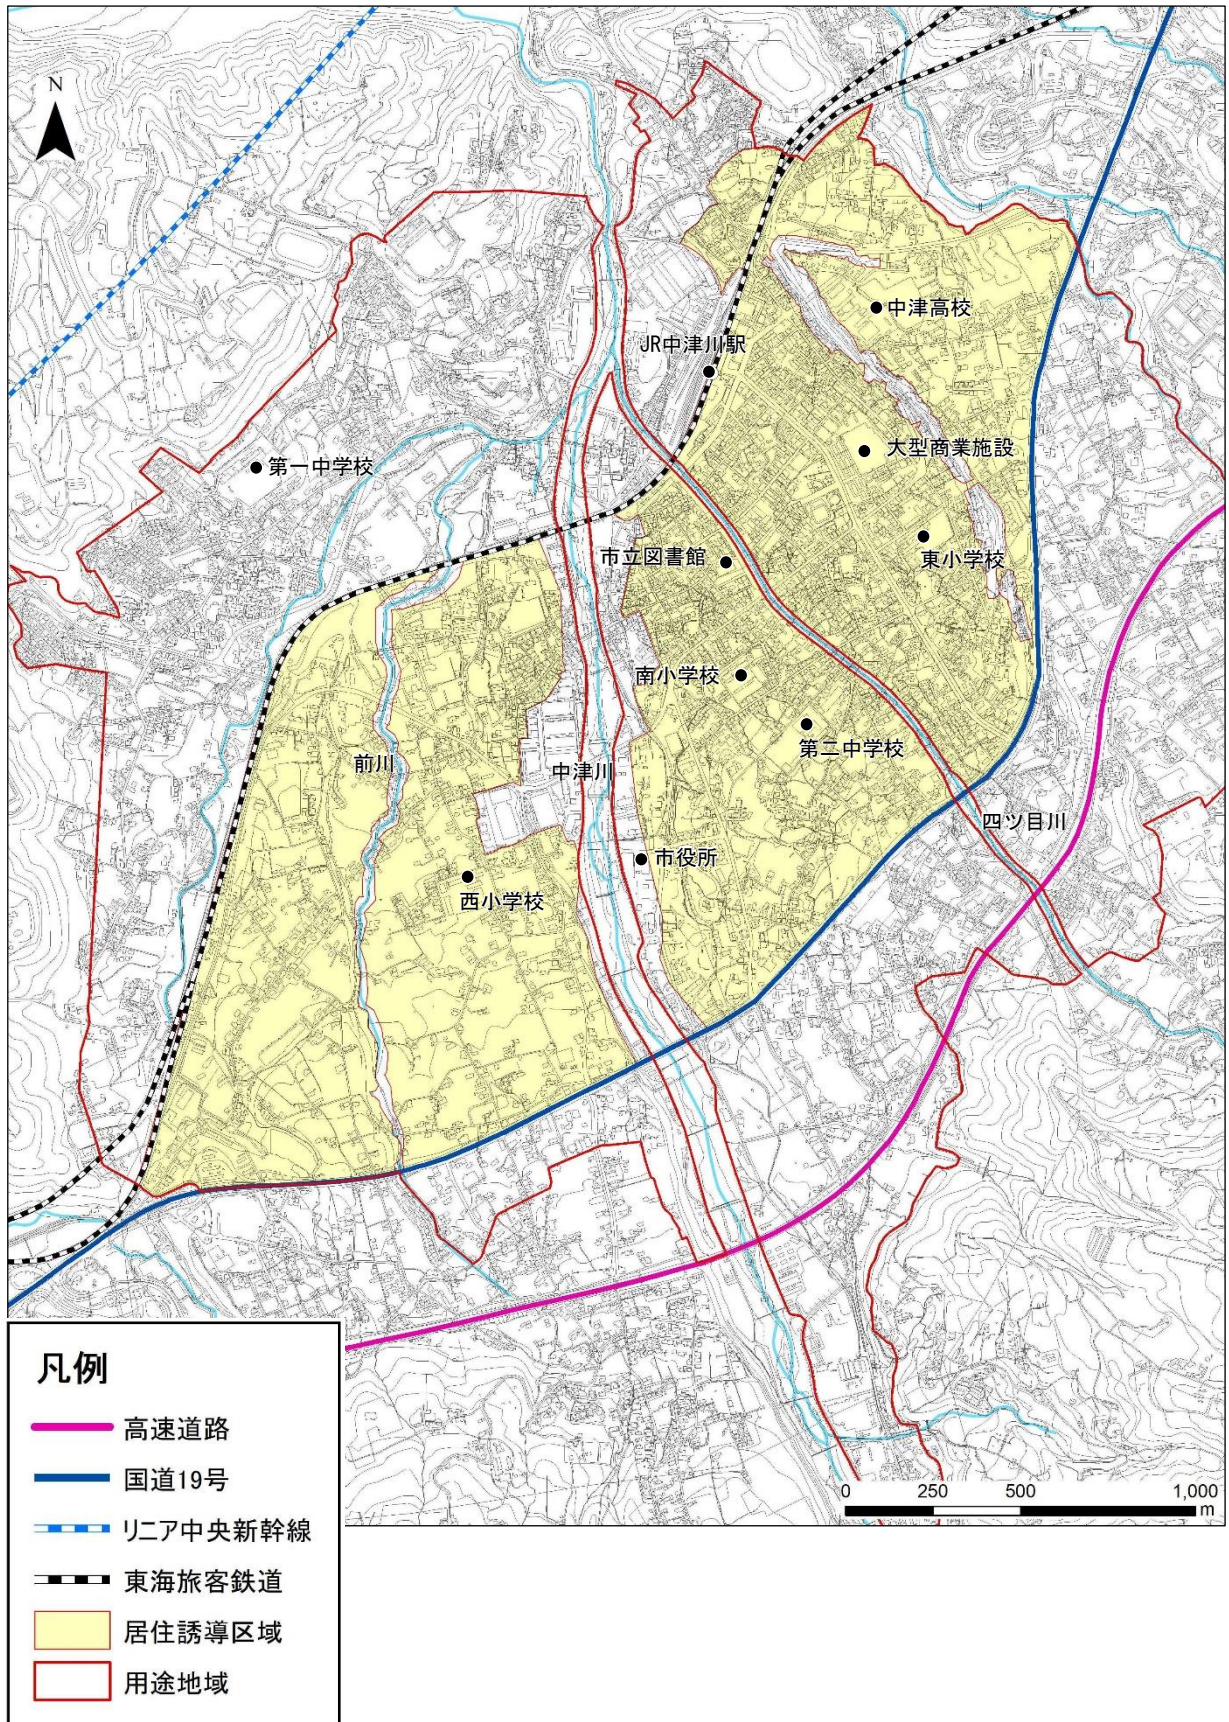 N
中津高校
JR中津川駅
大型商業施設
第一中学校
東小学校
市立図書館
南小学校
第二中学校
前川
中津川
四ツ目川
市役所
西小学校
凡例
高速道路
国道19号
リニア中央新幹線
東海旅客鉄道
居住誘導区域
用途地域
0 250 500 1,000
m